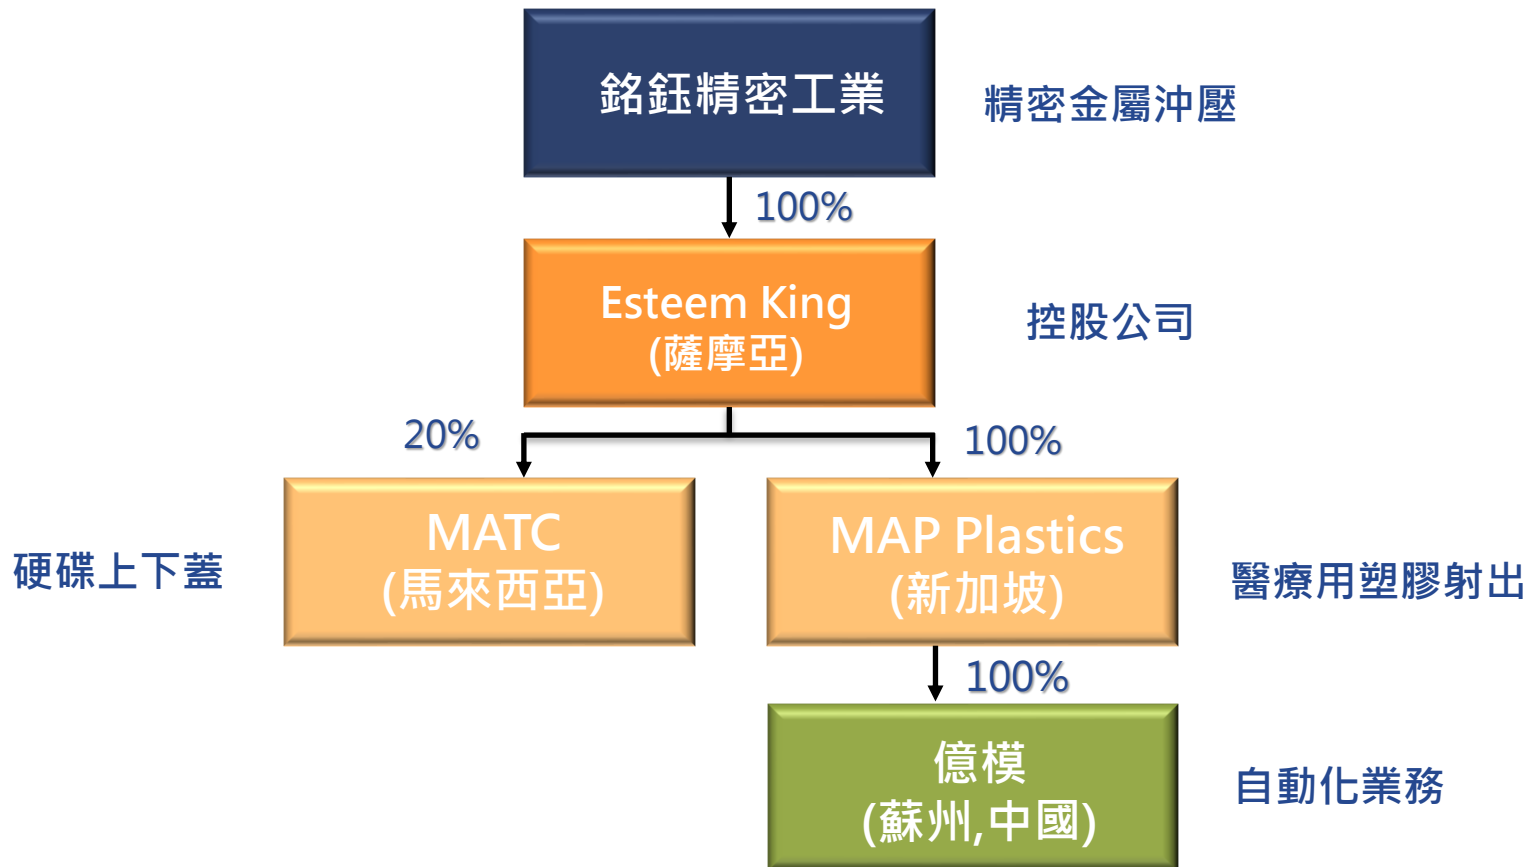 銘鈺精密工業
精密金屬沖壓
100%
Esteem King
(薩摩亞)
控股公司
20%
100%
硬碟上下蓋
MATC
(馬來西亞)
MAP Plastics
(新加坡)
醫療用塑膠射出
100%
億模
(蘇州,中國)
自動化業務